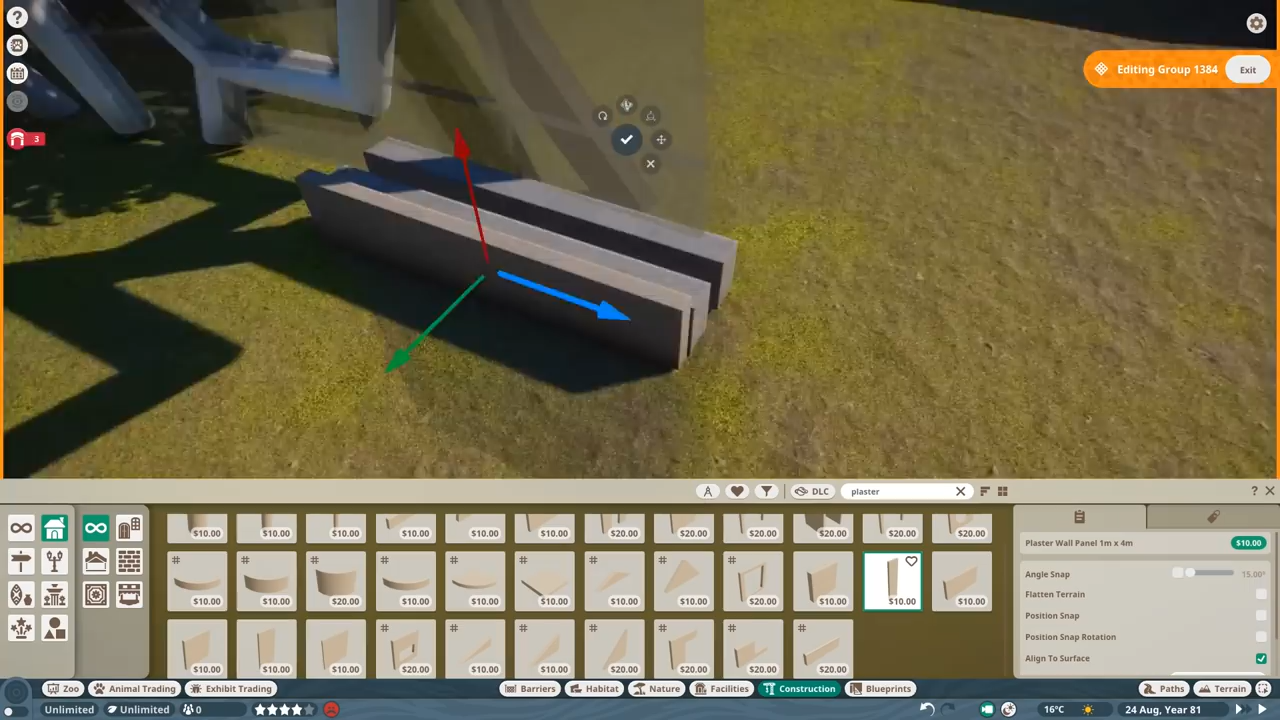 ?
Editing Group 1384 Exit
3
DLC plaster
? 
$10.00 $10.00 $10.00 $10.00 $10.00 $10.00 $20.00 $20.00 $20.00 $20.00 $20.00 $20.00
Plaster Wall Panel 1m x 4m $10.00
# $10.00 # $10.00 # $20.00 # $10.00 # $10.00 # $10.00 # $10.00 # $10.00 # $20.00 $10.00 $10.00 $10.00
Angle Snap 15.00°
Flatten Terrain
Position Snap
Position Snap Rotation
Align To Surface
$10.00 $10.00 $10.00 # $20.00 # $10.00 # $10.00 # $10.00 # $20.00 # $20.00 # $20.00
Zoo Animal Trading Exhibit Trading Barriers Habitat Nature Facilities Construction Blueprints Paths Terrain
Unlimited Unlimited 0 16°C 24 Aug, Year 81